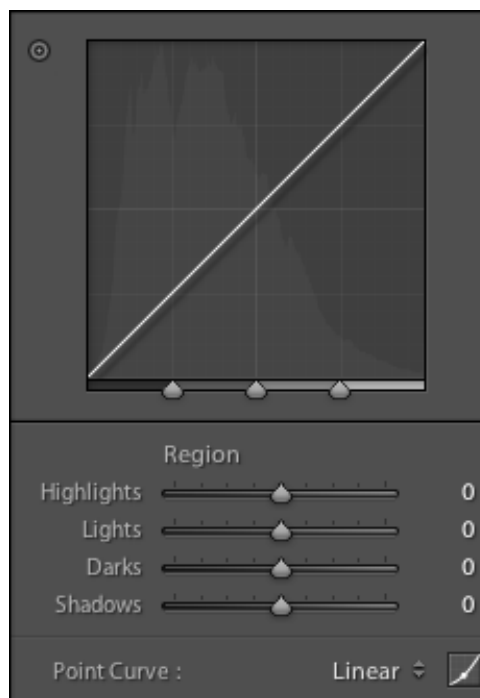 Region
Highlights 0
Lights 0
Darks 0
Shadows 0
Point Curve : Linear